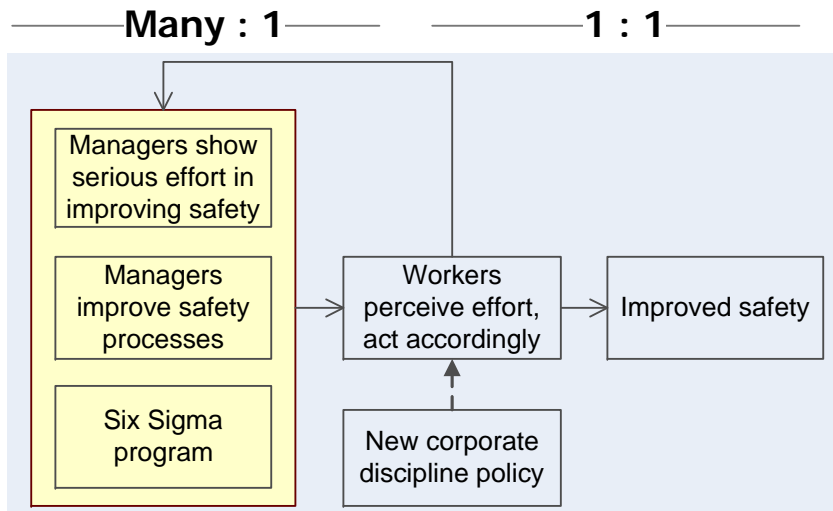 Many : 1
1 : 1
Managers show
serious effort in
improving safety
Managers
improve safety
processes
Six Sigma
program
Workers
perceive effort,
act accordingly
New corporate
discipline policy
Improved safety